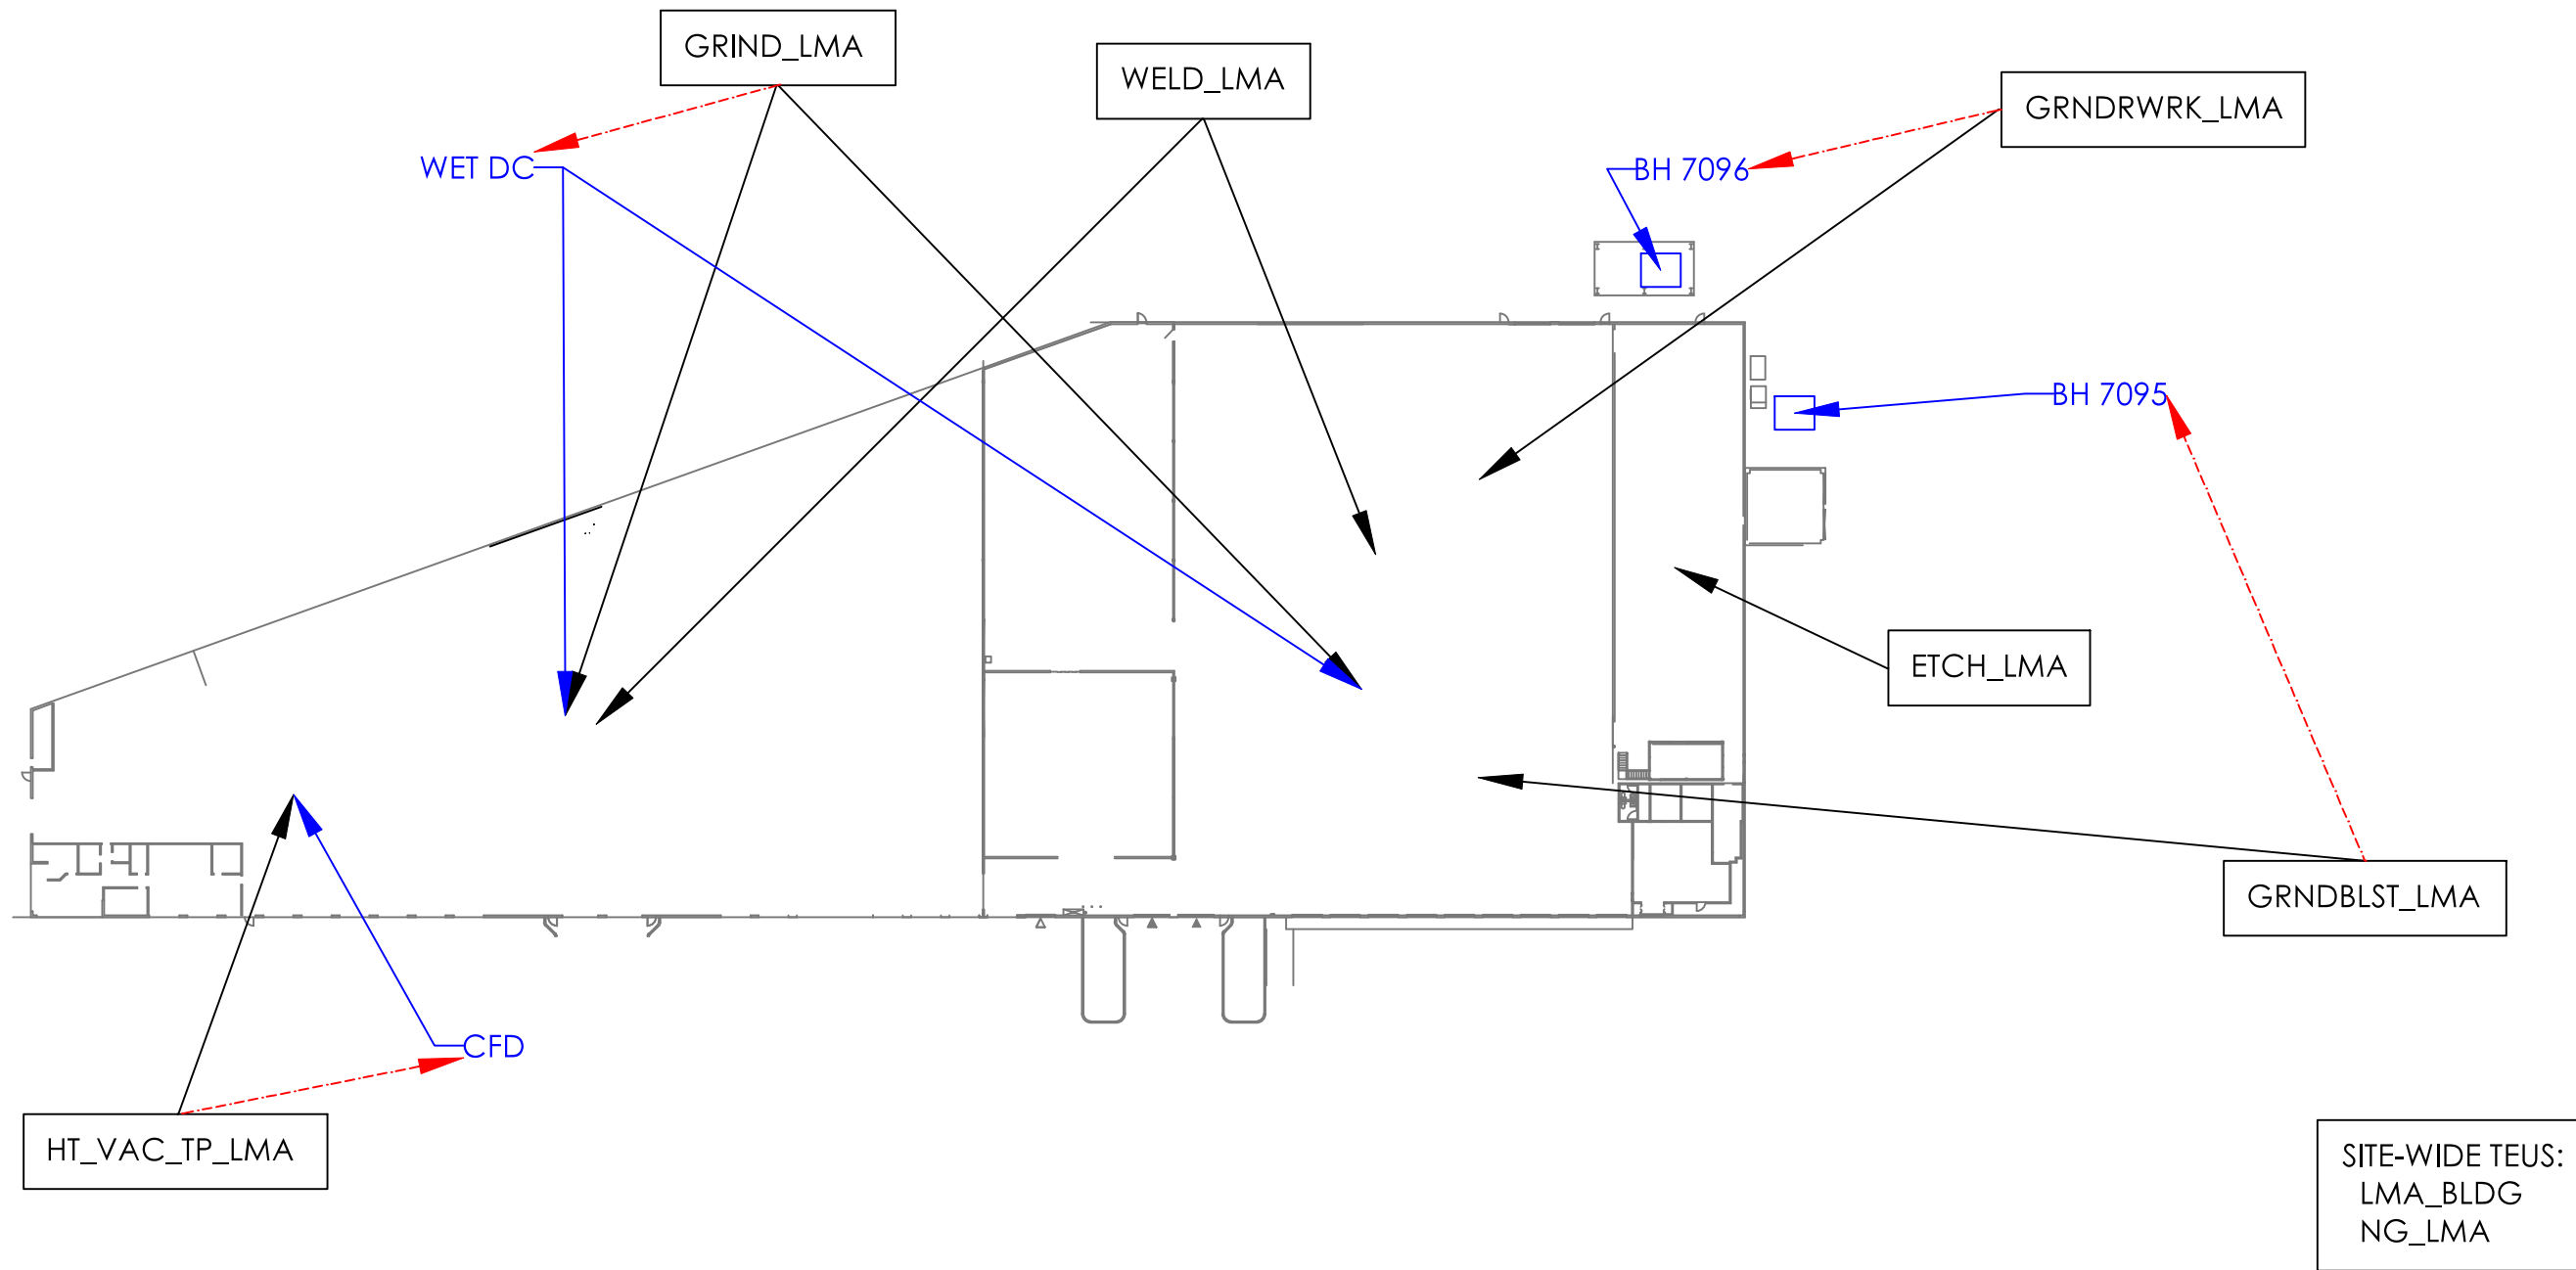 GRIND_LMA
WELD_LMA
GRNDRWRK_LMA
WET DC
BH 7096
BH 7095
ETCH_LMA
GRNDBLST_LMA
CFD
HT_VAC_TP_LMA
SITE-WIDE TEUS:
LMA_BLDG
NG_LMA